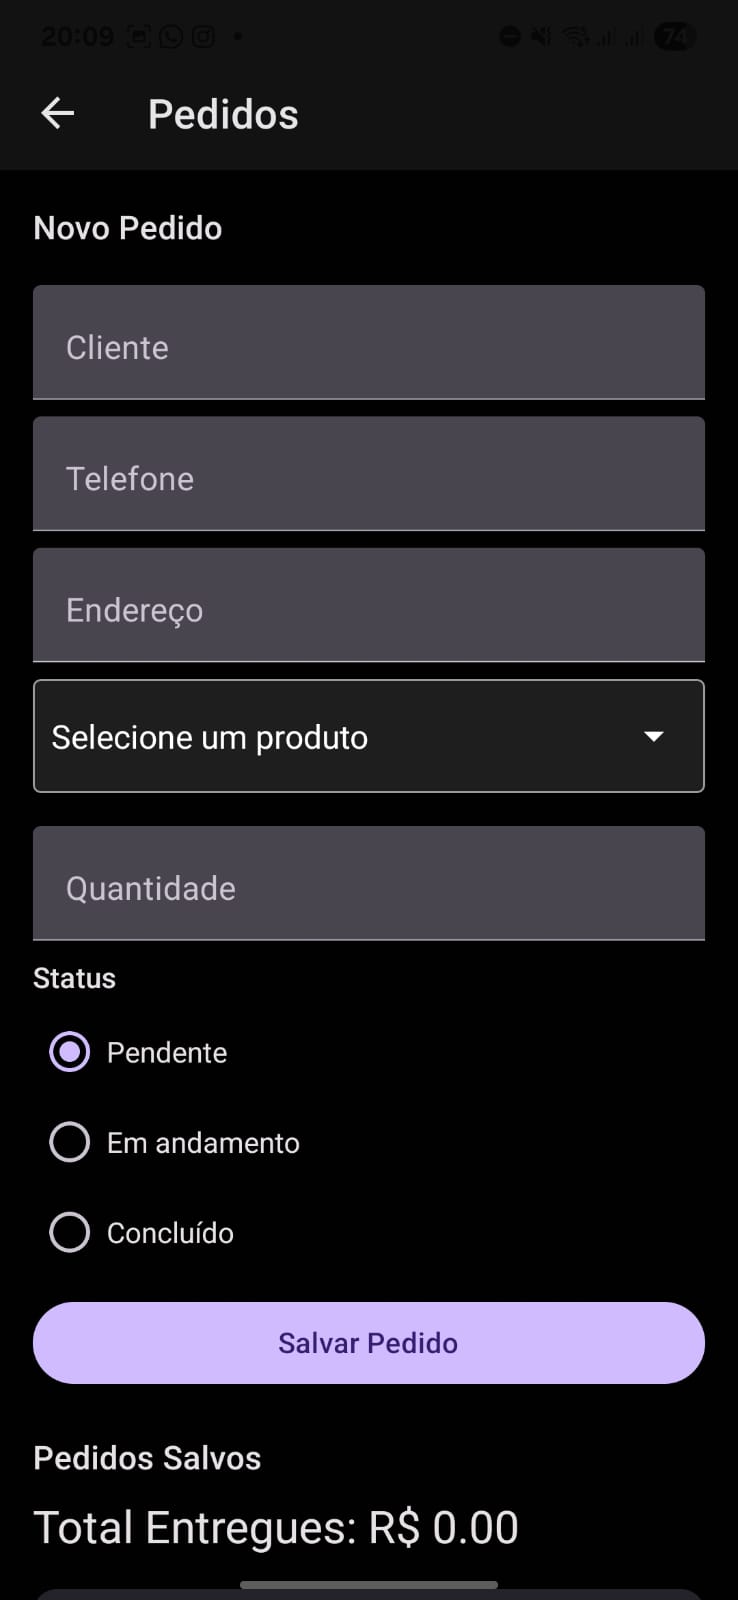 20:09
74
Pedidos
Novo Pedido
Cliente
Telefone
Endereço
Selecione um produto
Quantidade
Status
Pendente
Em andamento
Concluído
Salvar Pedido
Pedidos Salvos
Total Entregues: R$ 0.00